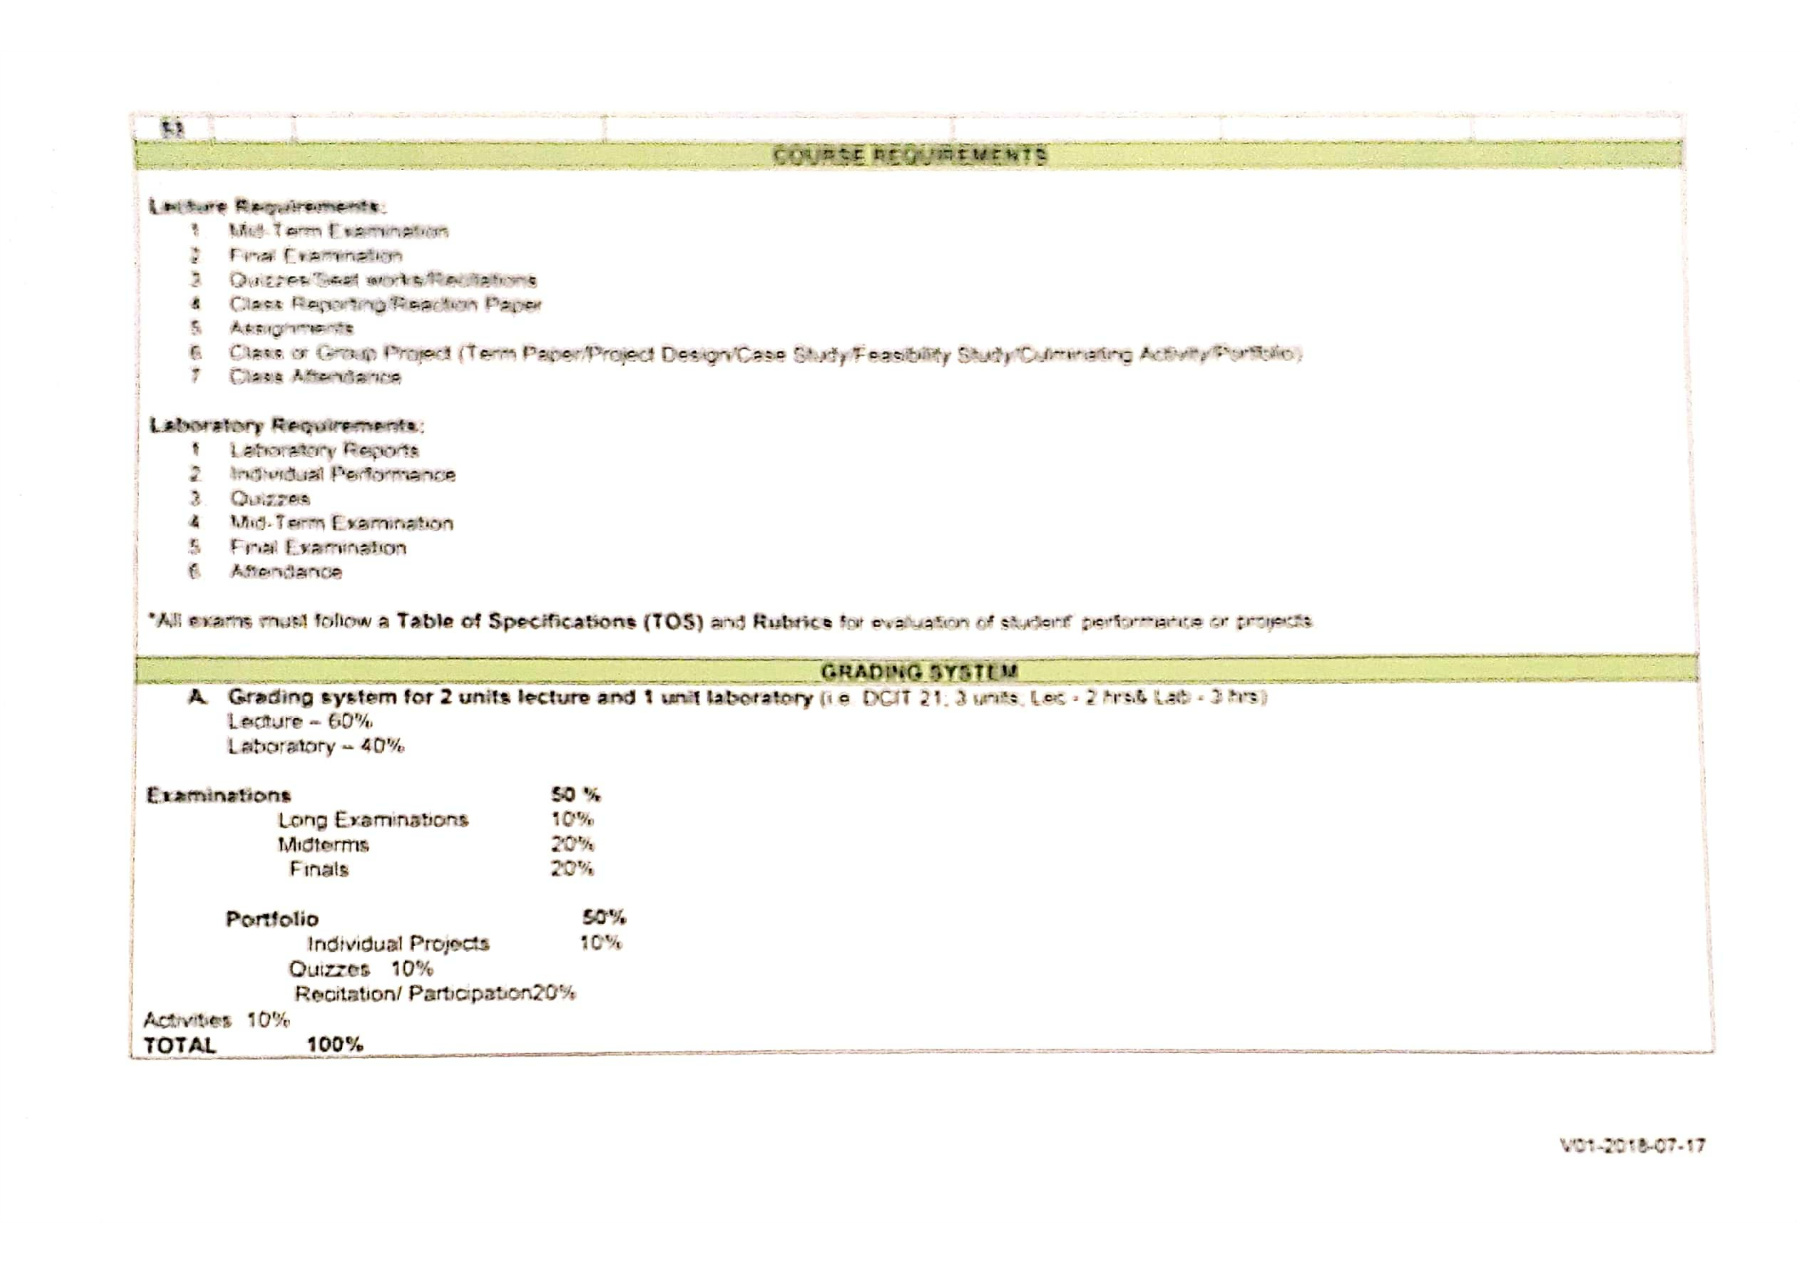 COURSE REQUIREMENTS
Lecture Requirements:
1 Mid-Term Examination
2 Final Examination
3 Quizzes/Seat works/Recitations
4 Class Reporting/Reaction Paper
5 Assignments
6 Class or Group Project (Term Paper/Project Design/Case Study/Feasibility Study/Culminating Activity/Portfolio)
7 Class Attendance
Laboratory Requirements:
1 Laboratory Reports
2 Individual Performance
3 Quizzes
4 Mid-Term Examination
5 Final Examination
6 Attendance
*All exams must follow a Table of Specifications (TOS) and Rubrics for evaluation of student' performance or projects
GRADING SYSTEM
A. Grading system for 2 units lecture and 1 unit laboratory (i.e. DCIT 21; 3 units; Lec - 2 hrs& Lab - 3 hrs)
Lecture – 60%
Laboratory – 40%
Examinations 50 %
Long Examinations 10%
Midterms 20%
Finals 20%
Portfolio 50%
Individual Projects 10%
Quizzes 10%
Recitation/ Participation20%
Activities 10%
TOTAL 100%
V01-2018-07-17